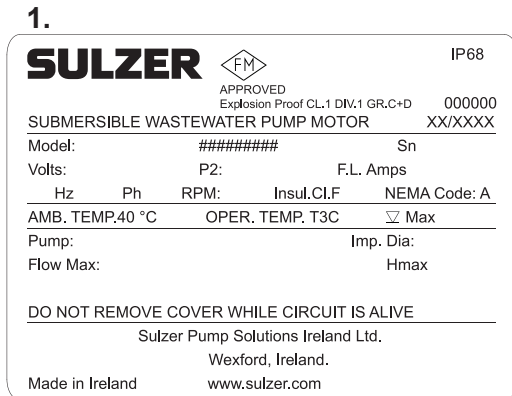 1.
SULZER FM IP68
APPROVED
Explosion Proof CL.1 DIV.1 GR.C+D 000000
SUBMERSIBLE WASTEWATER PUMP MOTOR XX/XXXX
Model: ######### Sn
Volts: P2: F.L. Amps
Hz Ph RPM: Insul.Cl.F NEMA Code: A
AMB. TEMP.40 °C OPER. TEMP. T3C ▽ Max
Pump: Imp. Dia:
Flow Max: Hmax
DO NOT REMOVE COVER WHILE CIRCUIT IS ALIVE
Sulzer Pump Solutions Ireland Ltd.
Wexford, Ireland.
Made in Ireland www.sulzer.com